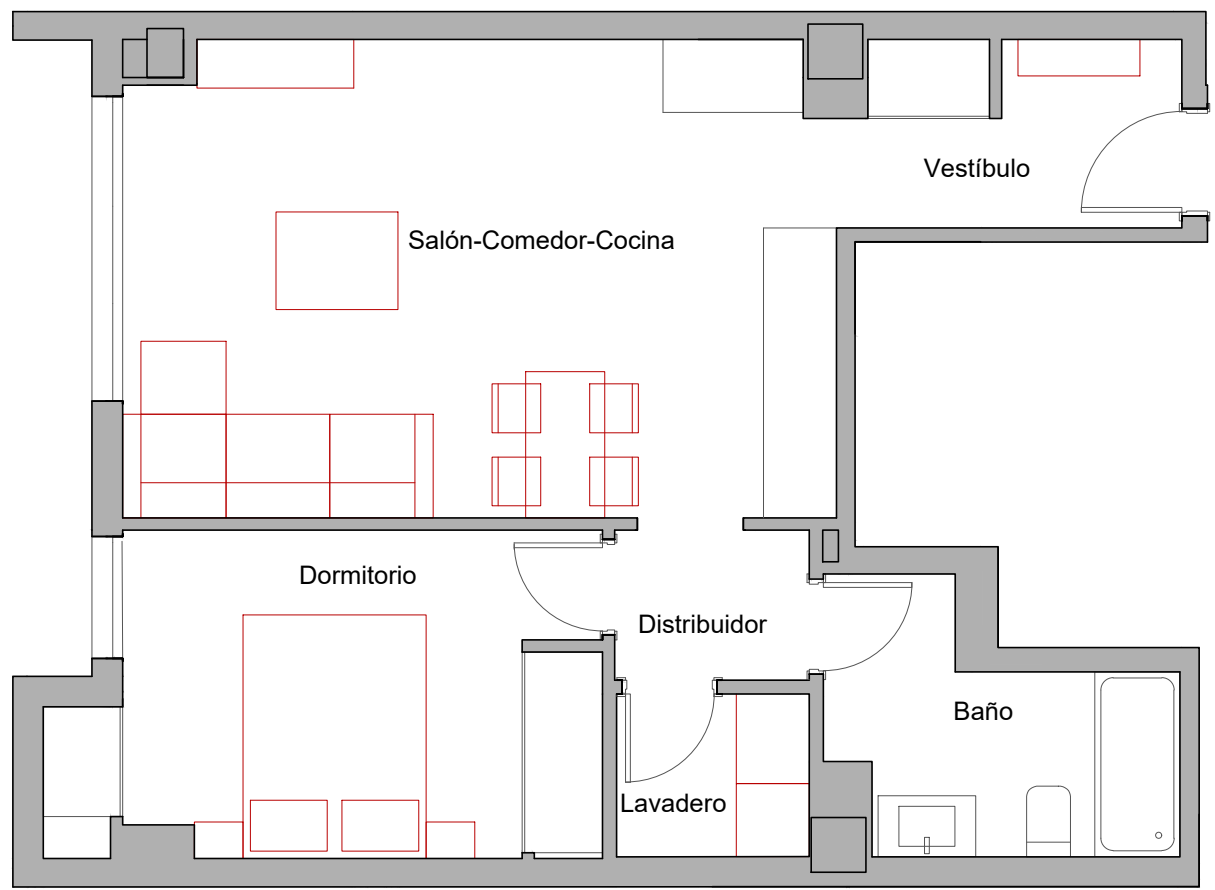 Vestíbulo
Salón-Comedor-Cocina
Dormitorio
Distribuidor
Baño
Lavadero